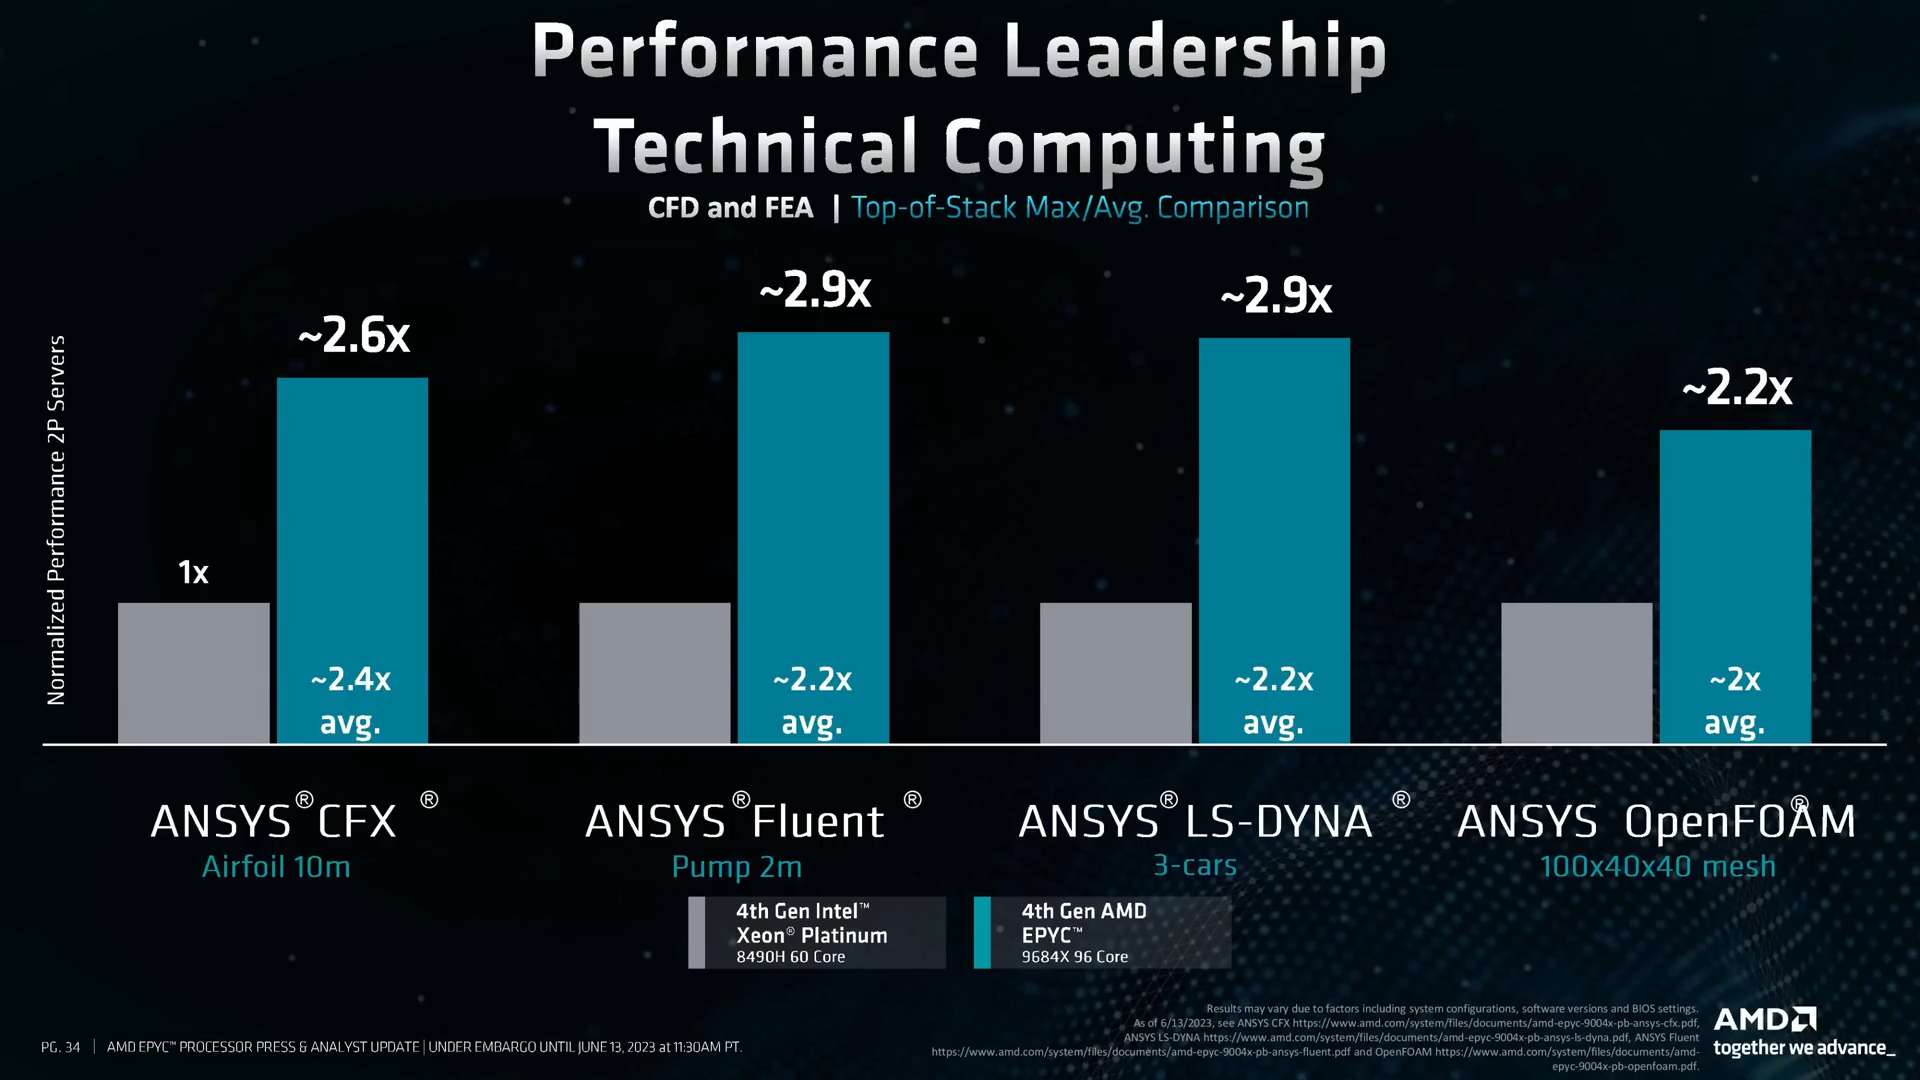 Performance Leadership
Technical Computing
CFD and FEA | Top-of-Stack Max/Avg. Comparison
Normalized Performance 2P Servers
1x
~2.6x
~2.4x
avg.
~2.9x
~2.2x
avg.
~2.9x
~2.2x
avg.
~2.2x
~2x
avg.
ANSYS®CFX ®
Airfoil 10m
ANSYS®Fluent ®
Pump 2m
ANSYS®LS-DYNA ®
3-cars
ANSYS OpenFOAM®
100x40x40 mesh
4th Gen Intel™
Xeon® Platinum
8490H 60 Core
4th Gen AMD
EPYC™
9684X 96 Core
Results may vary due to factors including system configurations, software versions and BIOS settings.
As of 6/13/2023, see ANSYS CFX https://www.amd.com/system/files/documents/amd-epyc-9004x-pb-ansys-cfx.pdf,
ANSYS LS-DYNA https://www.amd.com/system/files/documents/amd-epyc-9004x-pb-ansys-ls-dyna.pdf, ANSYS Fluent
https://www.amd.com/system/files/documents/amd-epyc-9004x-pb-ansys-fluent.pdf and OpenFOAM https://www.amd.com/system/files/documents/amd-
epyc-9004x-pb-openfoam.pdf.
PG. 34 | AMD EPYC™ PROCESSOR PRESS & ANALYST UPDATE | UNDER EMBARGO UNTIL JUNE 13, 2023 at 11:30AM PT.
AMD
together we advance_